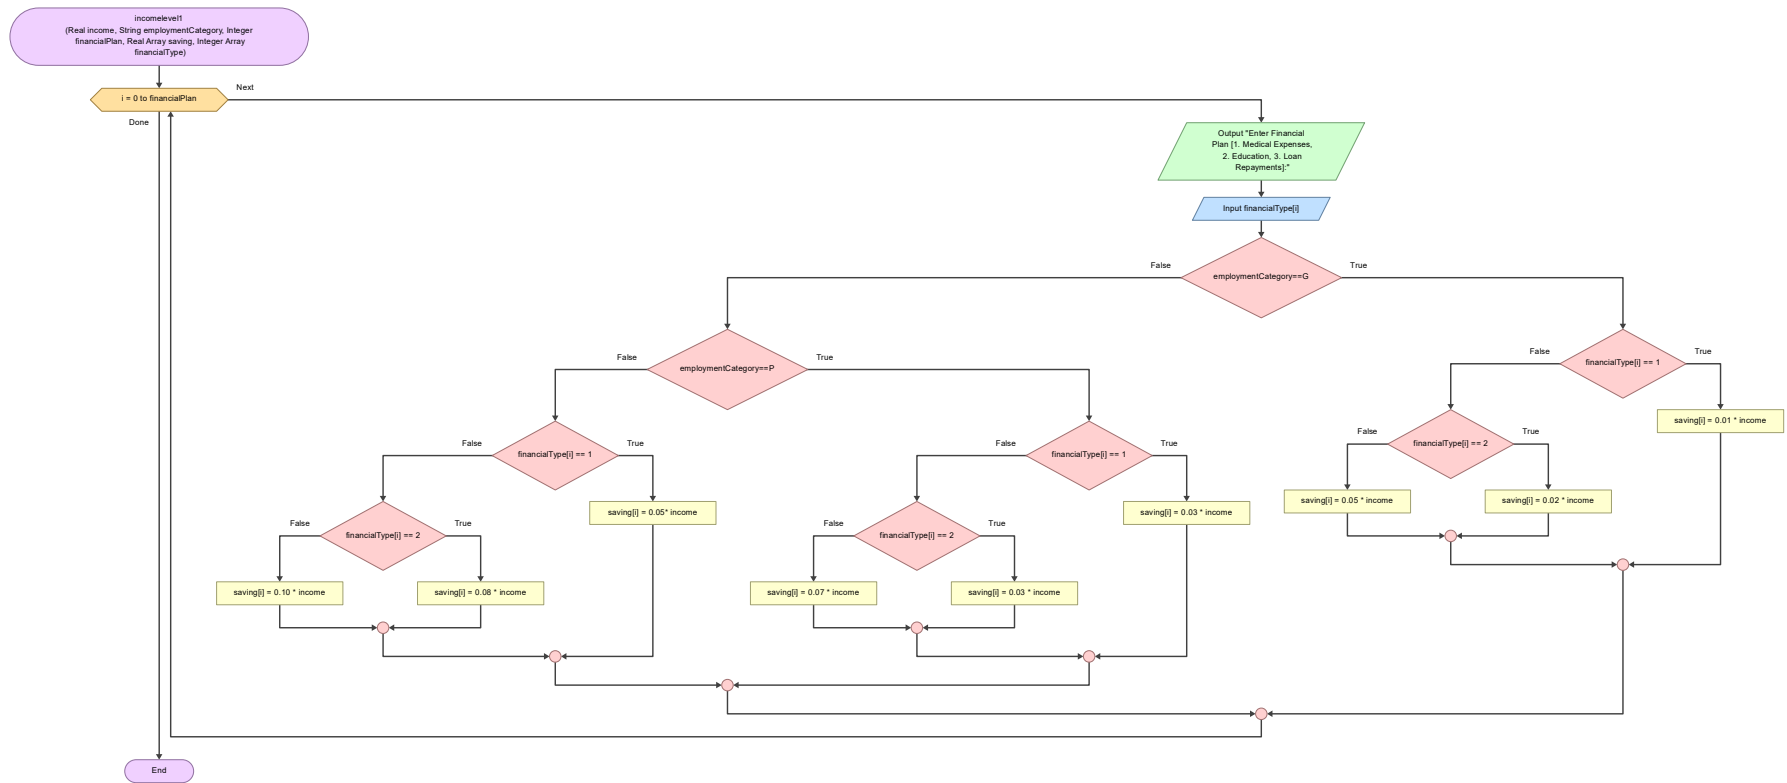 incomelevel1
(Real income, String employmentCategory, Integer
financialPlan, Real Array saving, Integer Array
financialType)
i = 0 to financialPlan
Next
Done
Output "Enter Financial
Plan [1. Medical Expenses,
2. Education, 3. Loan
Repayments]:"
Input financialType[i]
employmentCategory==G
False
True
employmentCategory==P
False
True
financialType[i] == 1
False
True
saving[i] = 0.01 * income
financialType[i] == 2
False
True
saving[i] = 0.05 * income
saving[i] = 0.02 * income
financialType[i] == 1
False
True
saving[i] = 0.05* income
financialType[i] == 2
False
True
saving[i] = 0.10 * income
saving[i] = 0.08 * income
financialType[i] == 1
False
True
saving[i] = 0.03 * income
financialType[i] == 2
False
True
saving[i] = 0.07 * income
saving[i] = 0.03 * income
End